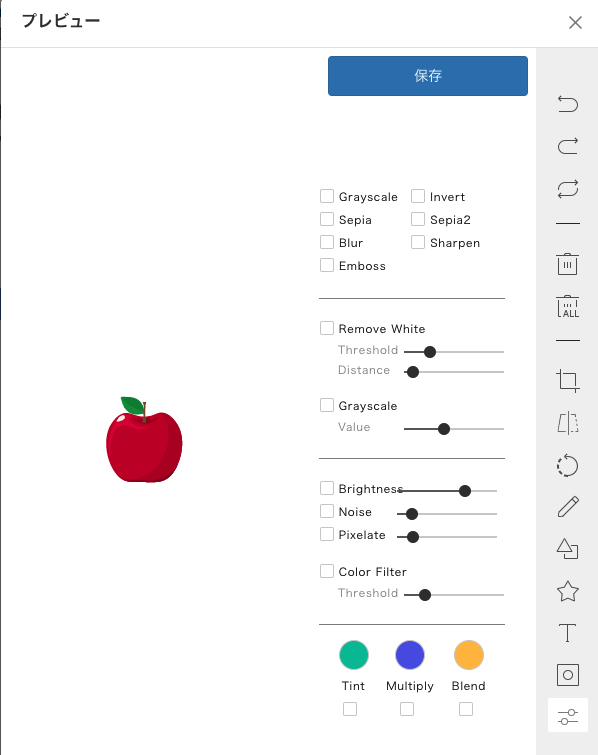 プレビュー
保存
Grayscale Invert
Sepia Sepia2
Blur Sharpen
Emboss
ALL
Remove White
Threshold
Distance
Grayscale
Value
Brightness
Noise
Pixelate
Color Filter
Threshold
Tint Multiply Blend